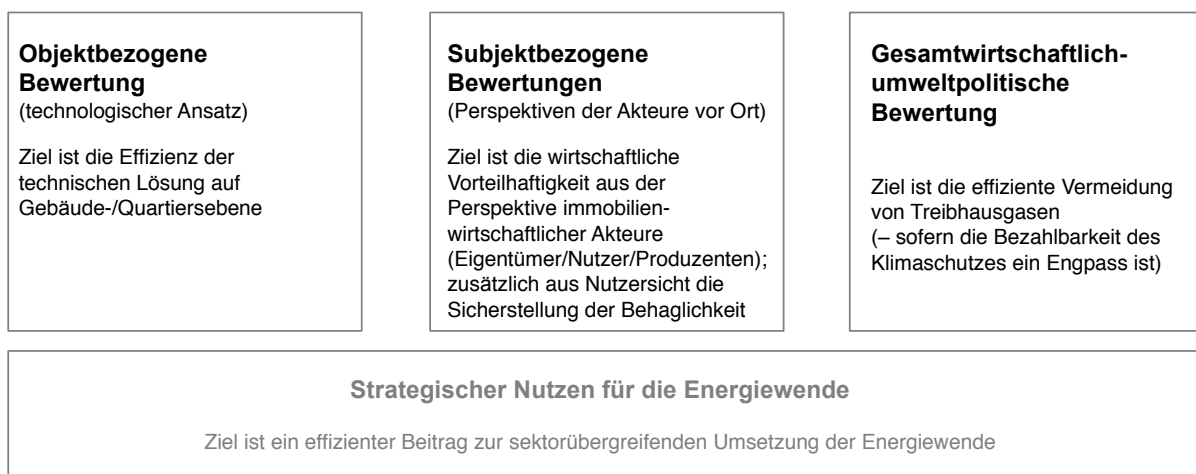 Objektbezogene
Bewertung
(technologischer Ansatz)
Ziel ist die Effizienz der
technischen Lösung auf
Gebäude-/Quartiersebene
Subjektbezogene
Bewertungen
(Perspektiven der Akteure vor Ort)
Ziel ist die wirtschaftliche
Vorteilhaftigkeit aus der
Perspektive immobilien-
wirtschaftlicher Akteure
(Eigentümer/Nutzer/Produzenten);
zusätzlich aus Nutzersicht die
Sicherstellung der Behaglichkeit
Gesamtwirtschaftlich-
umweltpolitische
Bewertung
Ziel ist die effiziente Vermeidung
von Treibhausgasen
(– sofern die Bezahlbarkeit des
Klimaschutzes ein Engpass ist)
Strategischer Nutzen für die Energiewende
Ziel ist ein effizienter Beitrag zur sektorübergreifenden Umsetzung der Energiewende